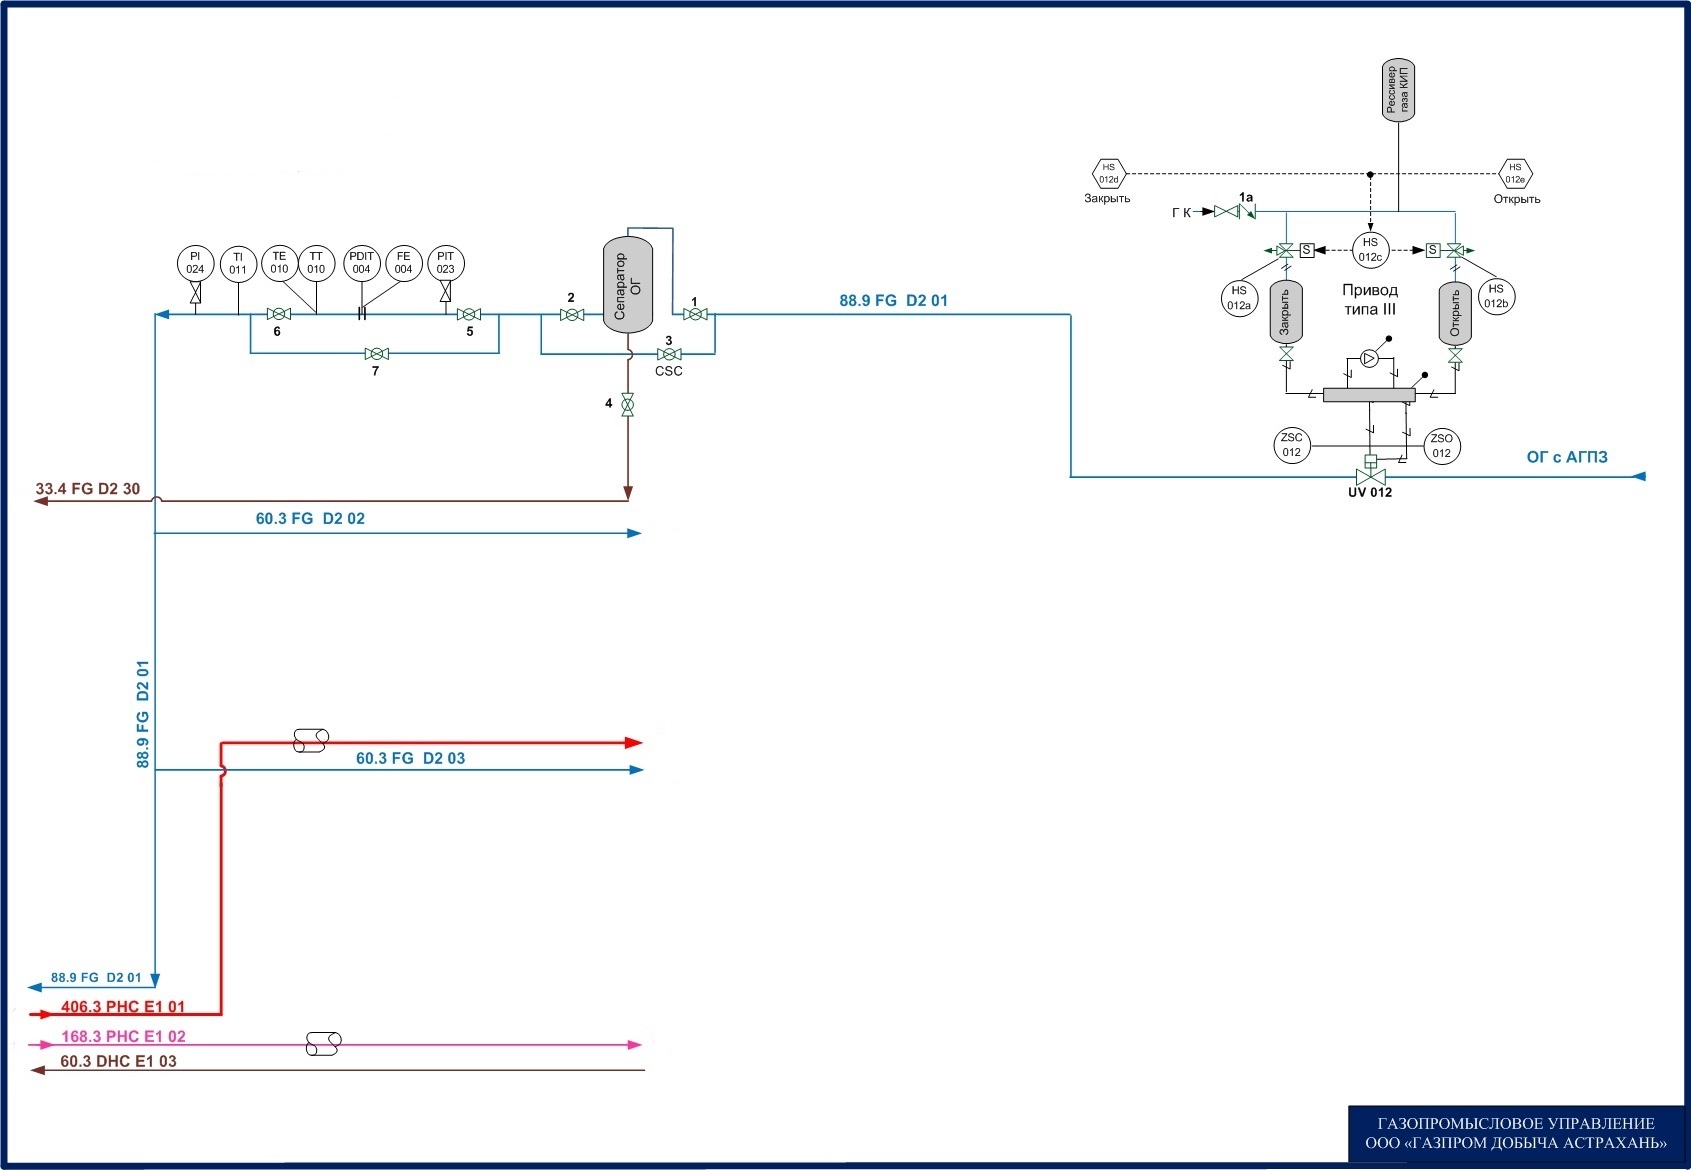 Рессивер
газа КИП
HS
012d
Закрыть
HS
012e
Открыть
Г К
1а
S
HS
012c
S
HS
012a
Привод
типа III
HS
012b
Закрыть
Открыть
ZSC
012
ZSO
012
UV 012
ОГ с АГПЗ
PI
024
TI
011
TE
010
TT
010
PDIT
004
FE
004
PIT
023
Сепаратор
ОГ
2
1
88.9 FG D2 01
6
5
3
CSC
7
4
33.4 FG D2 30
60.3 FG D2 02
88.9 FG D2 01
60.3 FG D2 03
88.9 FG D2 01
406.3 PHC E1 01
168.3 PHC E1 02
60.3 DHC E1 03
ГАЗОПРОМЫСЛОВОЕ УПРАВЛЕНИЕ
ООО «ГАЗПРОМ ДОБЫЧА АСТРАХАНЬ»